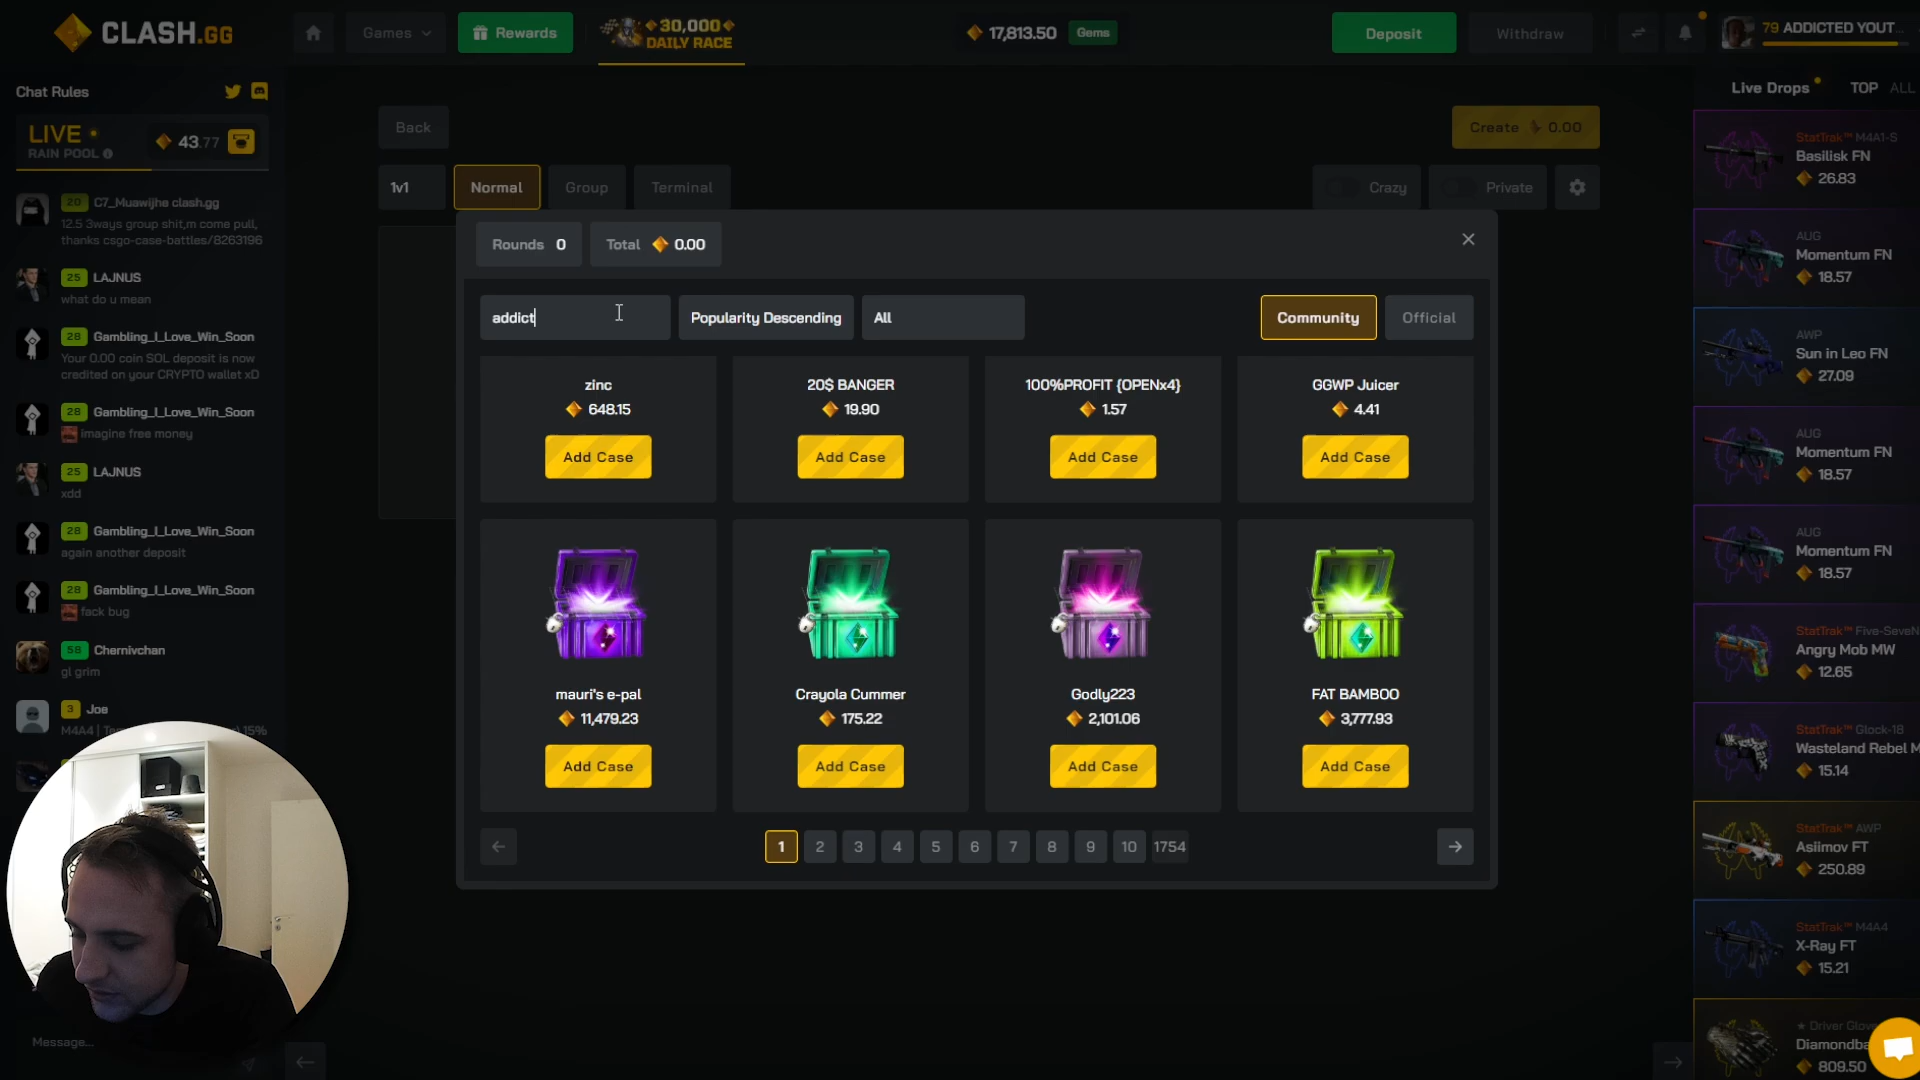 CLASH.GG
Games
Rewards
30,000
DAILY RACE
17,813.50
Gems
Deposit
Withdraw
79 ADDICTED YOUT...
Chat Rules
LIVE
RAIN POOL
43.77
20 C7_Muawijhe clash.gg
12.5 3ways group shit,m come pull,
thanks csgo-case-battles/8263196
25 LAJNUS
what do u mean
28 Gambling_I_Love_Win_Soon
Your 0.00 coin SOL deposit is now
credited on your CRYPTO wallet xD
28 Gambling_I_Love_Win_Soon
imagine free money
25 LAJNUS
xdd
28 Gambling_I_Love_Win_Soon
again another deposit
28 Gambling_I_Love_Win_Soon
fack bug
58 Chernivchan
gl grim
3 Joe
M4A4 | 15%
Message...
Back
Create 0.00
1v1
Normal
Group
Terminal
Crazy
Private
Rounds 0
Total 0.00
addict
Popularity Descending
All
Community
Official
zinc
648.15
Add Case
20$ BANGER
19.90
Add Case
100%PROFIT {OPENx4}
1.57
Add Case
GGWP Juicer
4.41
Add Case
mauri's e-pal
11,479.23
Add Case
Crayola Cummer
175.22
Add Case
Godly223
2,101.06
Add Case
FAT BAMBOO
3,777.93
Add Case
1 2 3 4 5 6 7 8 9 10 1754
Live Drops
TOP
ALL
StatTrak™ M4A1-S
Basilisk FN
26.83
AUG
Momentum FN
18.57
AWP
Sun in Leo FN
27.09
AUG
Momentum FN
18.57
AUG
Momentum FN
18.57
StatTrak™ Five-SeveN
Angry Mob MW
12.65
StatTrak™ Glock-18
Wasteland Rebel M
15.14
StatTrak™ AWP
Asiimov FT
250.89
StatTrak™ M4A4
X-Ray FT
15.21
★ Driver Glove
Diamondba
809.50